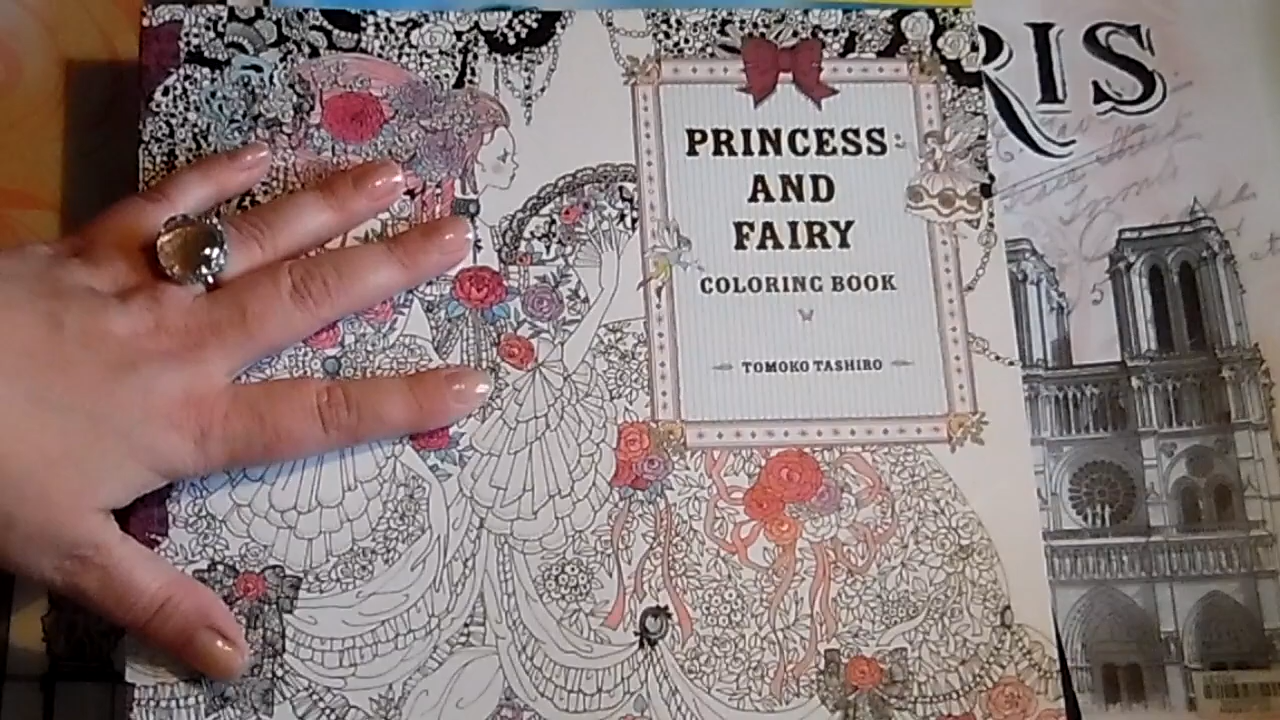 PRINCESS
AND
FAIRY
COLORING BOOK
TOMOKO TASHIRO
RIS